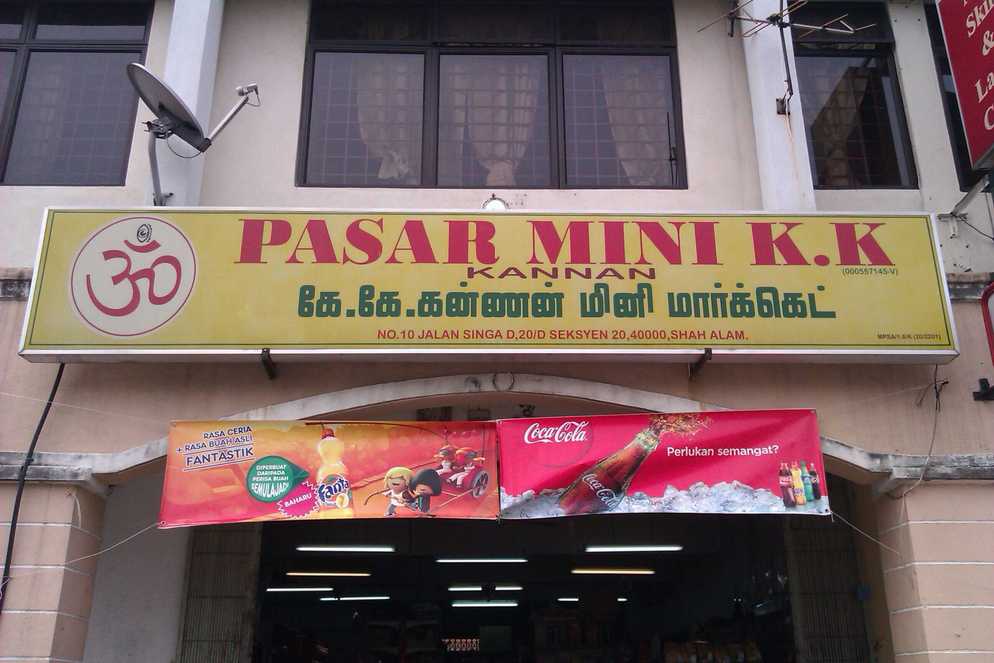 PASAR MINI K.K
(000557145-V)
KANNAN
கே.கே.கன்ணன் மினி மார்க்கெட்
NO.10 JALAN SINGA D,20/D SEKSYEN 20,40000,SHAH ALAM.
RASA CERIA
+ RASA BUAH ASLI
FANTASTIK
DIPERBUAT
DARIPADA
PERISA BUAH
SEMULAJADI
BAHARU
Fanta
Coca-Cola
Perlukan semangat?
Coca-Cola